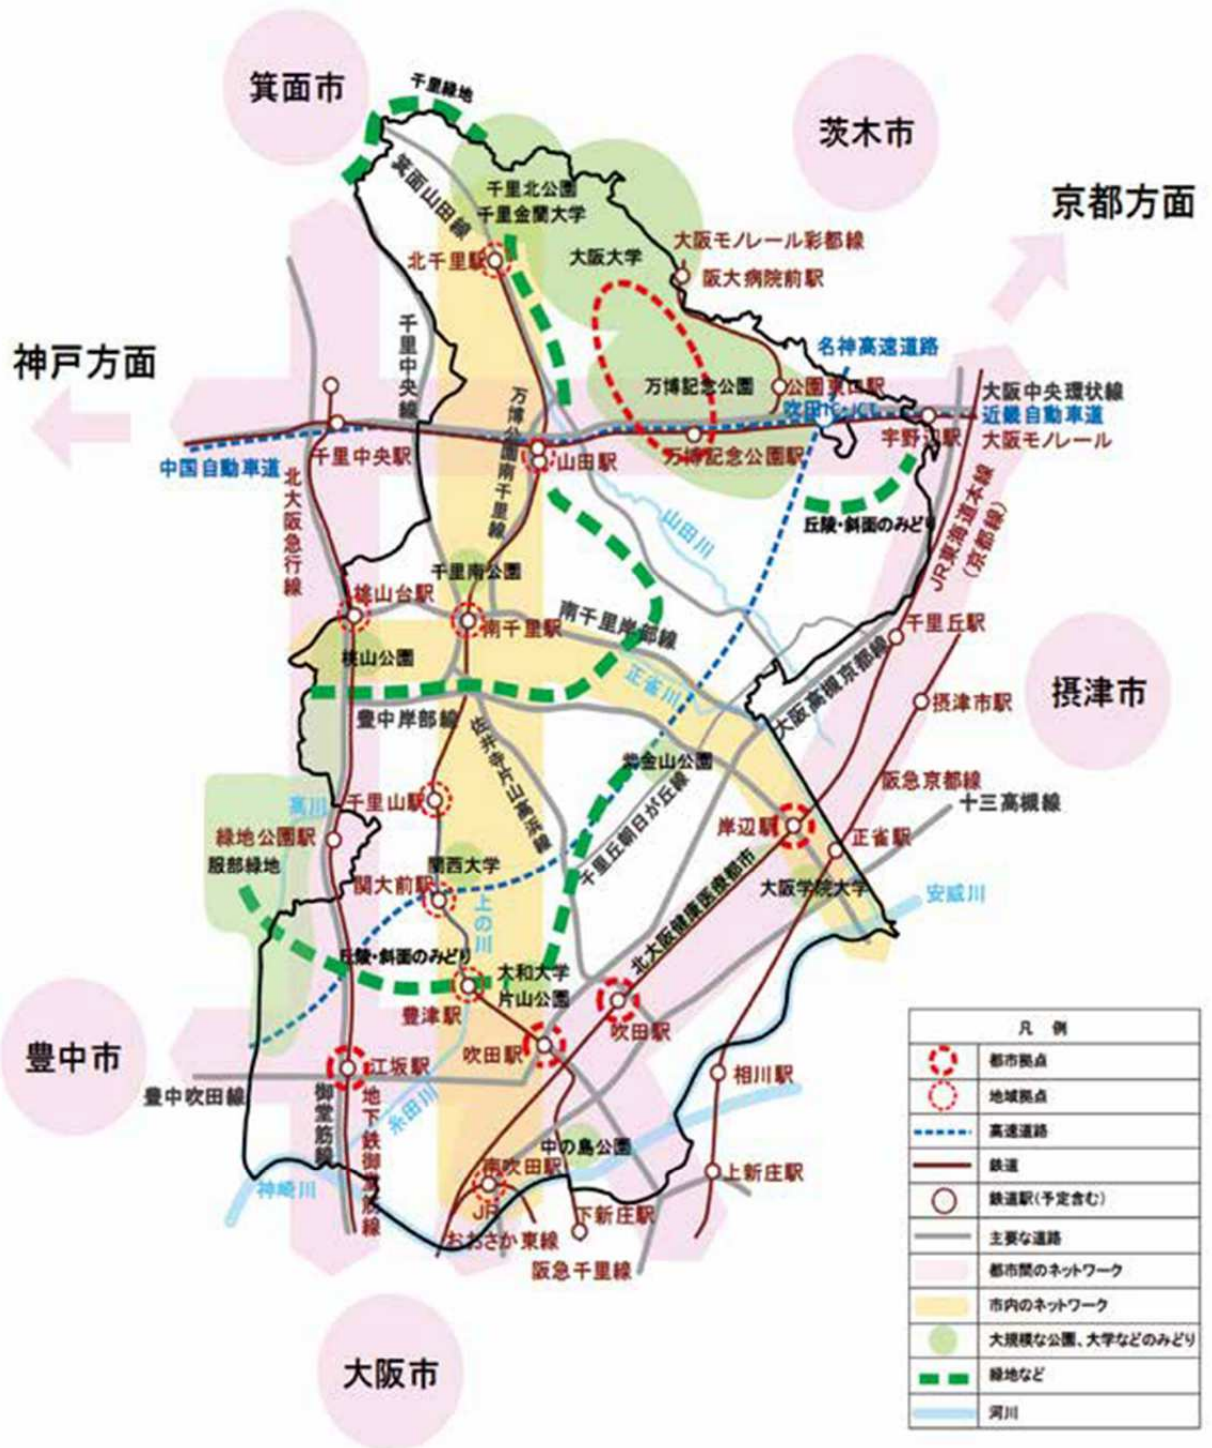 箕面市
千里緑地
茨木市
京都方面
箕面山田線
千里北公園
千里金蘭大学
大阪モノレール彩都線
北千里駅
大阪大学
阪大病院前駅
神戸方面
千里中央線
名神高速道路
万博記念公園
公園東口駅
大阪中央環状線
吹田IC・JCT
近畿自動車道
宇野辺駅
大阪モノレール
中国自動車道
千里中央駅
万博公園南千里線
山田駅
万博記念公園駅
北大阪急行線
山田川
丘陵・斜面のみどり
JR東海道本線
(京都線)
千里南公園
桃山台駅
南千里駅
南千里岸部線
千里丘駅
桃山公園
正雀川
大阪高槻京都線
摂津市
摂津市駅
豊中岸部線
佐井寺片山高浜線
紫金山公園
阪急京都線
十三高槻線
高川
千里山駅
千里丘朝日が丘線
岸辺駅
正雀駅
緑地公園駅
服部緑地
関西大学
関大前駅
大阪学院大学
安威川
上の川
北大阪健康医療都市
丘陵・斜面のみどり
大和大学
片山公園
豊津駅
吹田駅
吹田駅
豊中市
江坂駅
相川駅
豊中吹田線
御堂筋線
地下鉄御堂筋線
糸田川
中の島公園
南吹田駅
上新庄駅
神崎川
JR
おおさか東線
下新庄駅
阪急千里線
大阪市
凡 例
都市拠点
地域拠点
高速道路
鉄道
鉄道駅(予定含む)
主要な道路
都市間のネットワーク
市内のネットワーク
大規模な公園、大学などのみどり
緑地など
河川